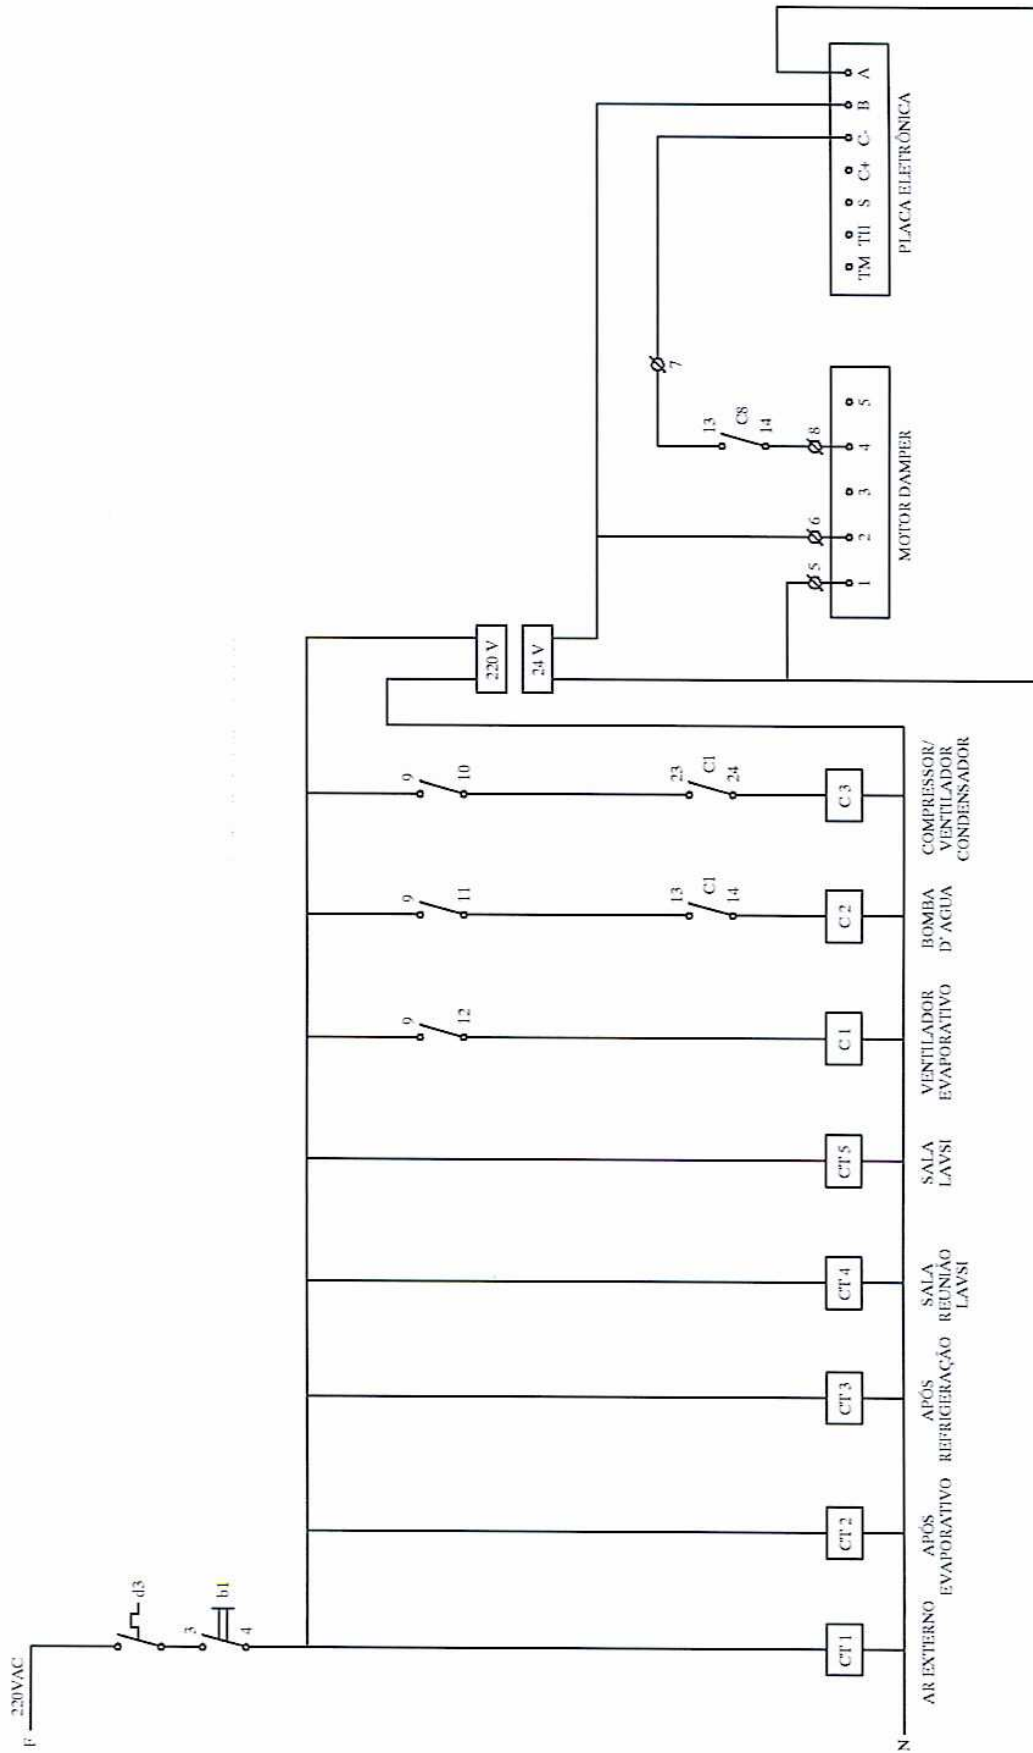 220VAC
F
d3
3
b1
4
9
12
9
11
9
10
13
C1
14
23
C1
24
220 V
24 V
13
C8
14
7
5
6
8
CT 1
CT 2
CT 3
CT 4
CT 5
C 1
C 2
C 3
1
2
3
4
5
TM
TH
S
C+
C-
B
A
N
AR EXTERNO
APÓS
EVAPORATIVO
APÓS
REFRIGERAÇÃO
SALA
REUNIÃO
LAVSI
SALA
LAVSI
VENTILADOR
EVAPORATIVO
BOMBA
D'AGUA
COMPRESSOR/
VENTILADOR
CONDENSADOR
MOTOR DAMPER
PLACA ELETRÔNICA